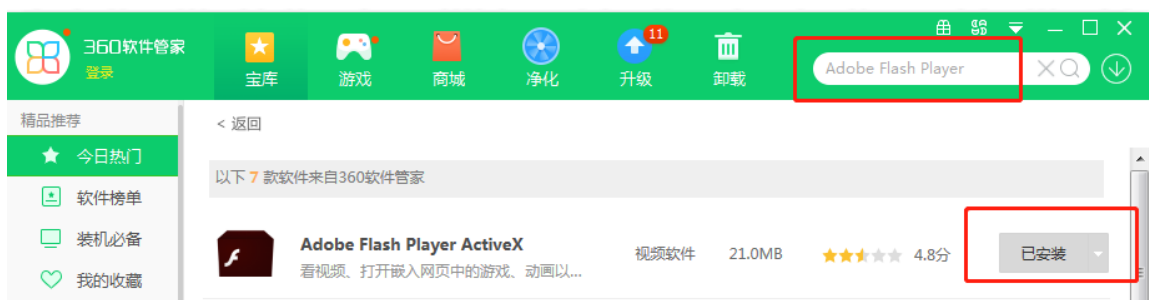 360软件管家
登录
宝库
游戏
商城
净化
11
升级
卸载
Adobe Flash Player
精品推荐
今日热门
软件榜单
装机必备
我的收藏
< 返回
以下 7 款软件来自360软件管家
Adobe Flash Player ActiveX
看视频、打开嵌入网页中的游戏、动画以...
视频软件
21.0MB
4.8分
已安装